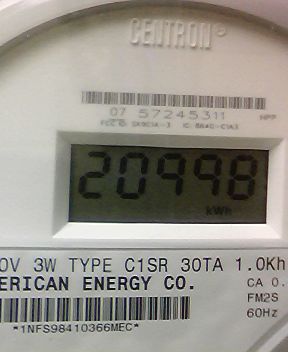 CENTRON®
07 57245311
HPP
20998
kWh
0V 3W TYPE C1SR 30TA 1.0Kh
ERICAN ENERGY CO.
CA 0.
FM2S
60Hz
*1NFS98410366MEC*